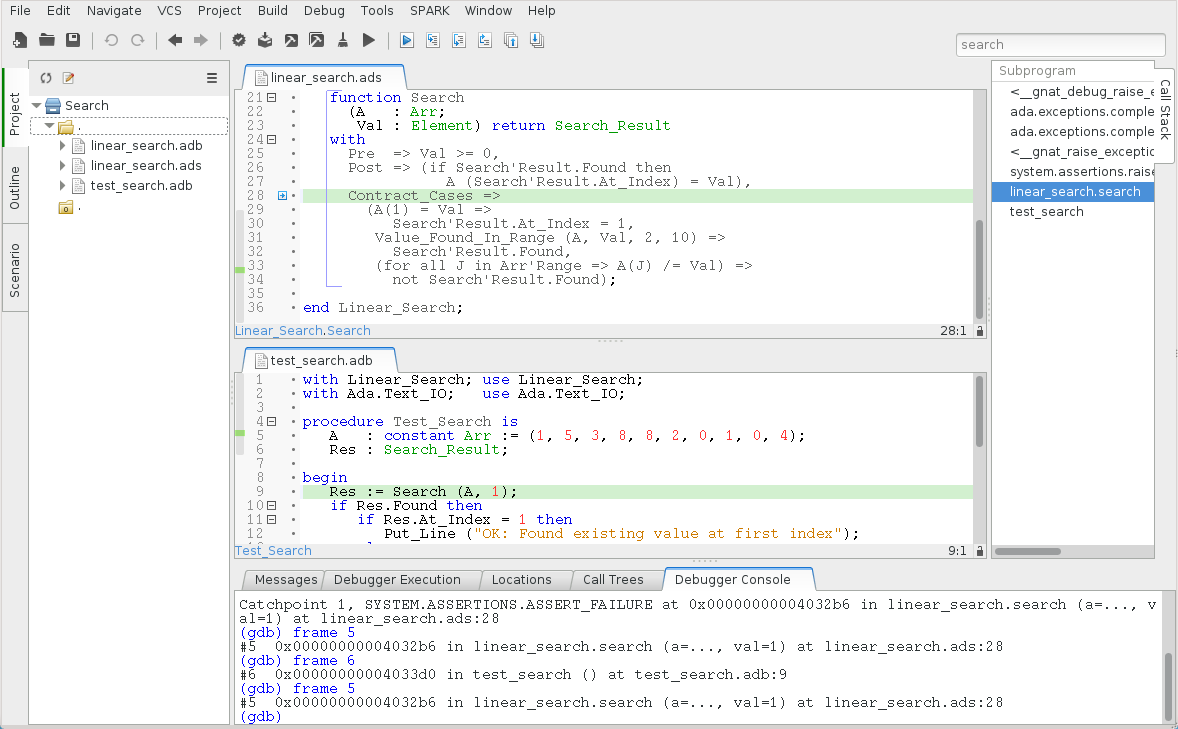 File Edit Navigate VCS Project Build Debug Tools SPARK Window Help
search
Project
Outline
Scenario
Search
.
linear_search.adb
linear_search.ads
test_search.adb
.
linear_search.ads
21 function Search
22 (A : Arr;
23 Val : Element) return Search_Result
24 with
25 Pre => Val >= 0,
26 Post => (if Search'Result.Found then
27 A (Search'Result.At_Index) = Val),
28 Contract_Cases =>
29 (A(1) = Val =>
30 Search'Result.At_Index = 1,
31 Value_Found_In_Range (A, Val, 2, 10) =>
32 Search'Result.Found,
33 (for all J in Arr'Range => A(J) /= Val) =>
34 not Search'Result.Found);
35
36 end Linear_Search;
Linear_Search.Search 28:1
test_search.adb
1 with Linear_Search; use Linear_Search;
2 with Ada.Text_IO; use Ada.Text_IO;
3
4 procedure Test_Search is
5 A : constant Arr := (1, 5, 3, 8, 8, 2, 0, 1, 0, 4);
6 Res : Search_Result;
7
8 begin
9 Res := Search (A, 1);
10 if Res.Found then
11 if Res.At_Index = 1 then
12 Put_Line ("OK: Found existing value at first index");
Test_Search 9:1
Subprogram
<__gnat_debug_raise_e
ada.exceptions.comple
ada.exceptions.comple
<__gnat_raise_exceptio
system.assertions.raise
linear_search.search
test_search
Call Stack
Messages Debugger Execution Locations Call Trees Debugger Console
Catchpoint 1, SYSTEM.ASSERTIONS.ASSERT_FAILURE at 0x00000000004032b6 in linear_search.search (a=..., v
al=1) at linear_search.ads:28
(gdb) frame 5
#5 0x00000000004032b6 in linear_search.search (a=..., val=1) at linear_search.ads:28
(gdb) frame 6
#6 0x00000000004033d0 in test_search () at test_search.adb:9
(gdb) frame 5
#5 0x00000000004032b6 in linear_search.search (a=..., val=1) at linear_search.ads:28
(gdb)